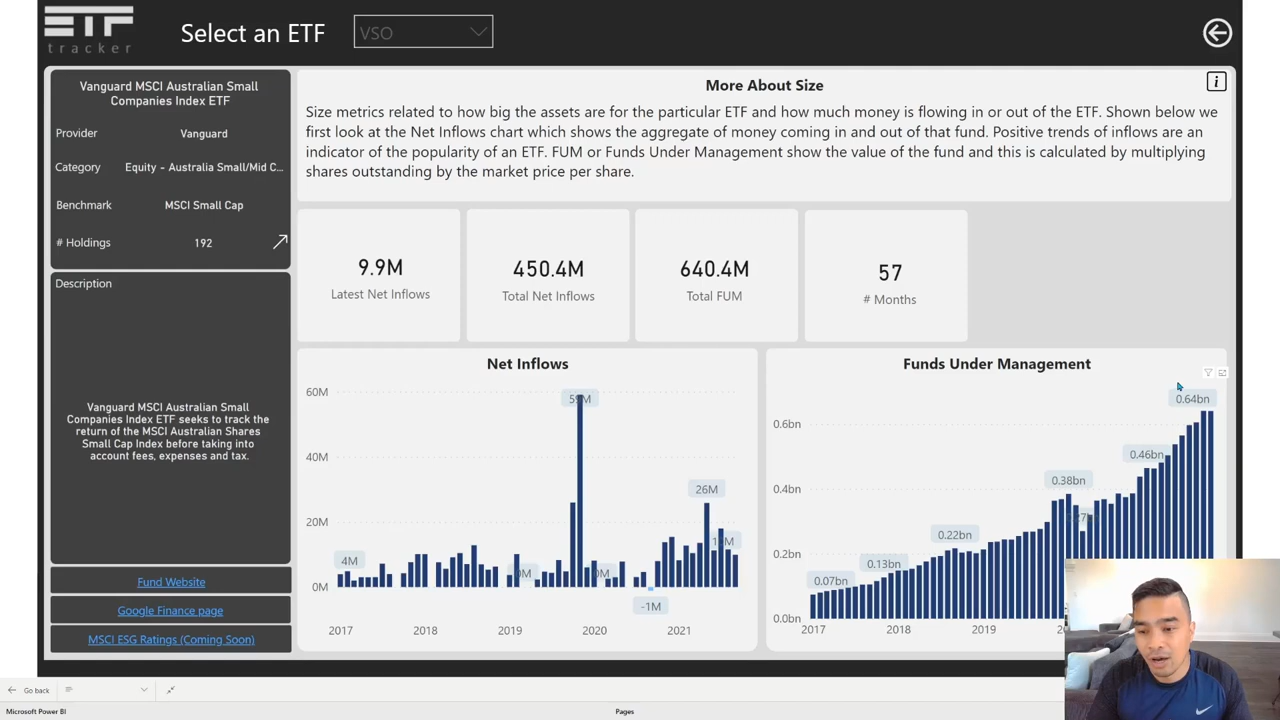 ETF
tracker
Select an ETF
VSO
Vanguard MSCI Australian Small
Companies Index ETF
Provider Vanguard
Category Equity - Australia Small/Mid C...
Benchmark MSCI Small Cap
# Holdings 192
Description
Vanguard MSCI Australian Small
Companies Index ETF seeks to track the
return of the MSCI Australian Shares
Small Cap Index before taking into
account fees, expenses and tax.
Fund Website
Google Finance page
MSCI ESG Ratings (Coming Soon)
More About Size
i
Size metrics related to how big the assets are for the particular ETF and how much money is flowing in or out of the ETF. Shown below we
first look at the Net Inflows chart which shows the aggregate of money coming in and out of that fund. Positive trends of inflows are an
indicator of the popularity of an ETF. FUM or Funds Under Management show the value of the fund and this is calculated by multiplying
shares outstanding by the market price per share.
9.9M
Latest Net Inflows
450.4M
Total Net Inflows
640.4M
Total FUM
57
# Months
Net Inflows
60M
40M
20M
0M
4M
0M
59M
0M
-1M
26M
2017 2018 2019 2020 2021
Funds Under Management
0.6bn
0.4bn
0.2bn
0.0bn
0.07bn
0.13bn
0.22bn
0.38bn
0.46bn
0.64bn
2017 2018 2019
Go back
Microsoft Power BI
Pages